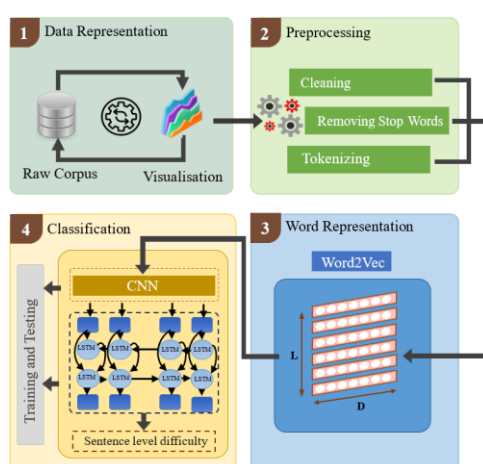 1 Data Representation
Raw Corpus
Visualisation
2 Preprocessing
Cleaning
Removing Stop Words
Tokenizing
3 Word Representation
Word2Vec
L
D
4 Classification
Training and Testing
CNN
LSTM LSTM LSTM LSTM
LSTM LSTM LSTM LSTM
Sentence level difficulty